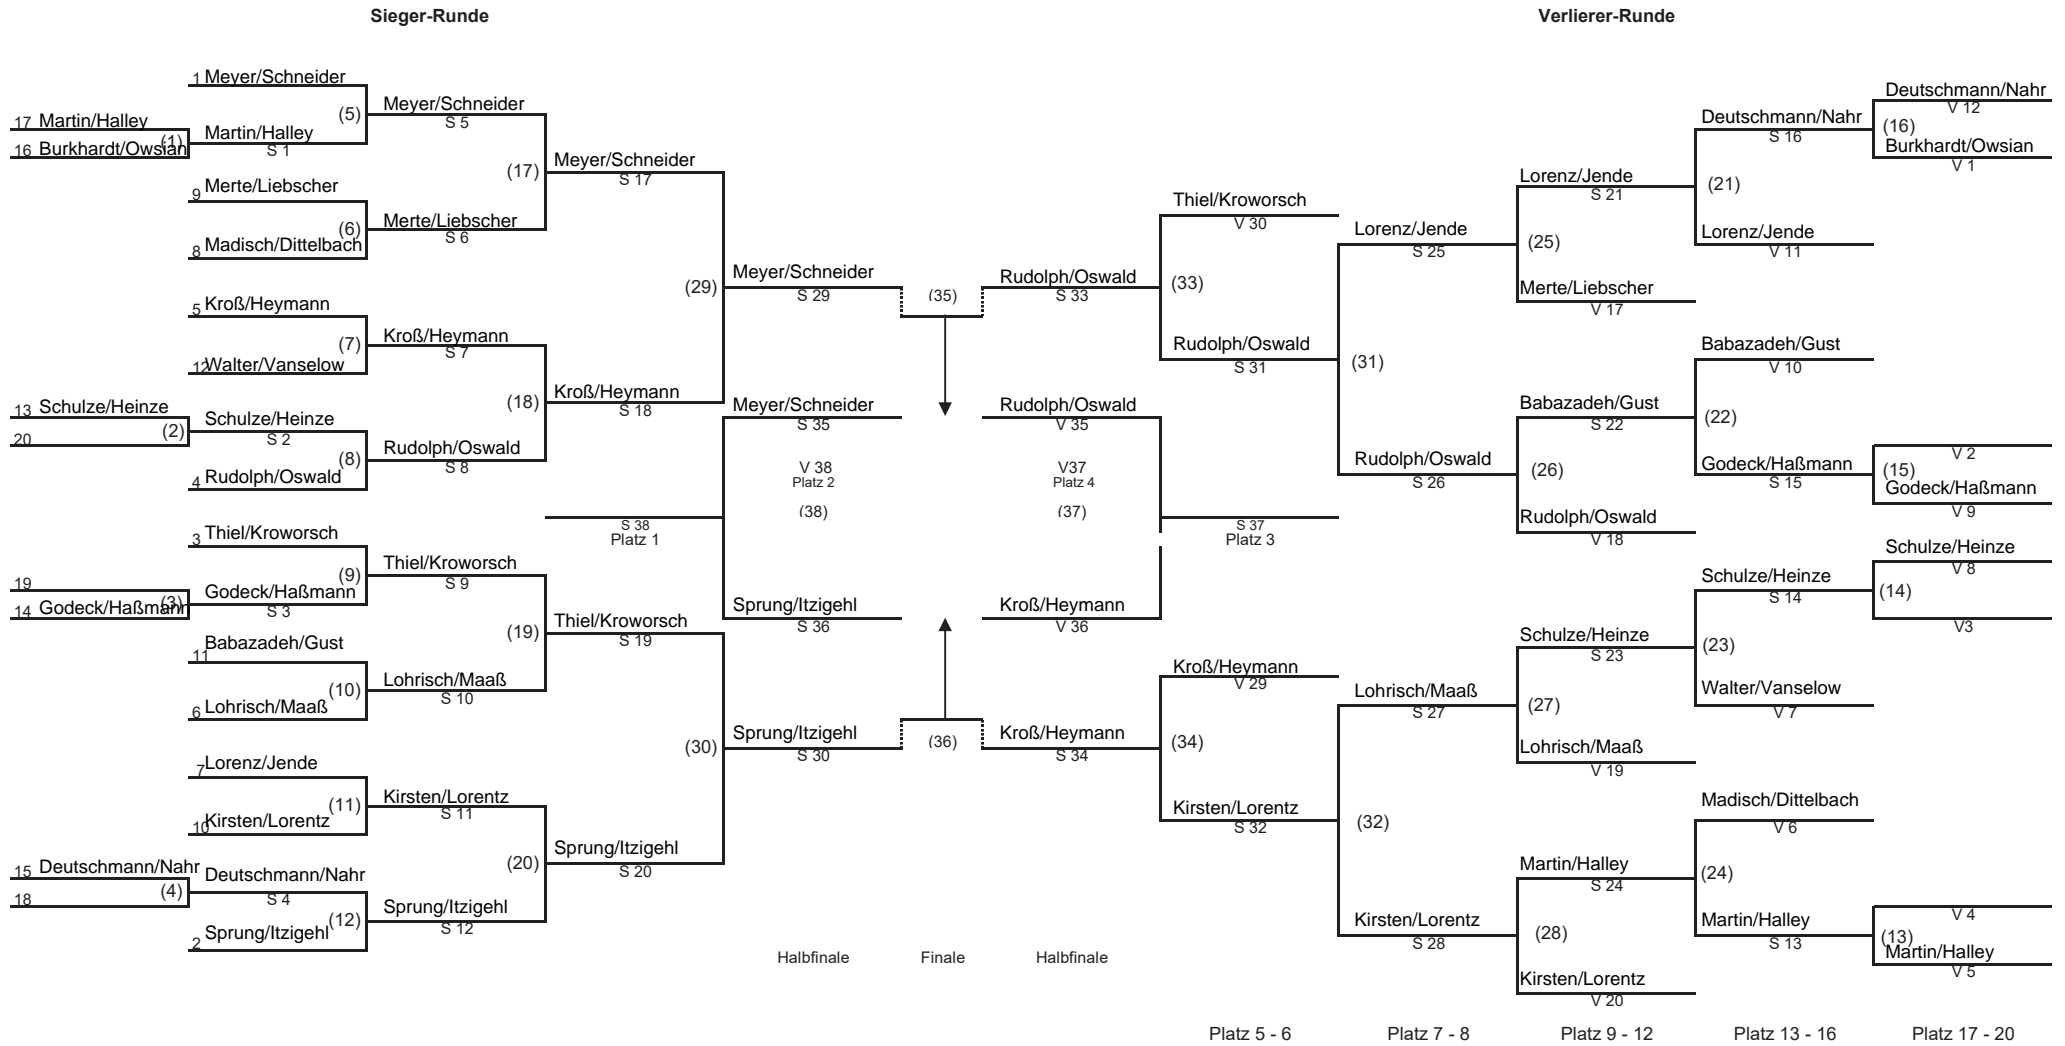 Sieger-Runde
Verlierer-Runde
1 Meyer/Schneider
17 Martin/Halley
16 Burkhardt/Owsian
(1)
Martin/Halley
S 1
(5)
Meyer/Schneider
S 5
9 Merte/Liebscher
8 Madisch/Dittelbach
(6)
Merte/Liebscher
S 6
(17)
Meyer/Schneider
S 17
5 Kroß/Heymann
12 Walter/Vanselow
(7)
Kroß/Heymann
S 7
13 Schulze/Heinze
20
(2)
Schulze/Heinze
S 2
4 Rudolph/Oswald
(8)
Rudolph/Oswald
S 8
(18)
Kroß/Heymann
S 18
(29)
Meyer/Schneider
S 29
3 Thiel/Kroworsch
19
14 Godeck/Haßmann
(3)
Godeck/Haßmann
S 3
(9)
Thiel/Kroworsch
S 9
11 Babazadeh/Gust
6 Lohrisch/Maaß
(10)
Lohrisch/Maaß
S 10
(19)
Thiel/Kroworsch
S 19
7 Lorenz/Jende
10 Kirsten/Lorentz
(11)
Kirsten/Lorentz
S 11
15 Deutschmann/Nahr
18
(4)
Deutschmann/Nahr
S 4
2 Sprung/Itzigehl
(12)
Sprung/Itzigehl
S 12
(20)
Sprung/Itzigehl
S 20
(30)
Sprung/Itzigehl
S 30
Meyer/Schneider
S 35
V 38
Platz 2
(38)
S 38
Platz 1
Sprung/Itzigehl
S 36
Halbfinale
(35)
(36)
Finale
Rudolph/Oswald
S 33
Rudolph/Oswald
V 35
V37
Platz 4
(37)
S 37
Platz 3
Kroß/Heymann
V 36
Kroß/Heymann
S 34
Halbfinale
Thiel/Kroworsch
V 30
(33)
Rudolph/Oswald
S 31
Kroß/Heymann
V 29
(34)
Kirsten/Lorentz
S 32
Platz 5 - 6
Lorenz/Jende
S 25
(31)
Rudolph/Oswald
S 26
Lohrisch/Maaß
S 27
(32)
Kirsten/Lorentz
S 28
Platz 7 - 8
Lorenz/Jende
S 21
(25)
Merte/Liebscher
V 17
Babazadeh/Gust
S 22
(26)
Rudolph/Oswald
V 18
Schulze/Heinze
S 23
(27)
Lohrisch/Maaß
V 19
Martin/Halley
S 24
(28)
Kirsten/Lorentz
V 20
Platz 9 - 12
Deutschmann/Nahr
S 16
(21)
Lorenz/Jende
V 11
Babazadeh/Gust
V 10
(22)
Godeck/Haßmann
S 15
Schulze/Heinze
S 14
(23)
Walter/Vanselow
V 7
Madisch/Dittelbach
V 6
(24)
Martin/Halley
S 13
Platz 13 - 16
Deutschmann/Nahr
V 12
(16)
Burkhardt/Owsian
V 1
V 2
(15)
Godeck/Haßmann
V 9
Schulze/Heinze
V 8
(14)
V3
V 4
(13)
Martin/Halley
V 5
Platz 17 - 20